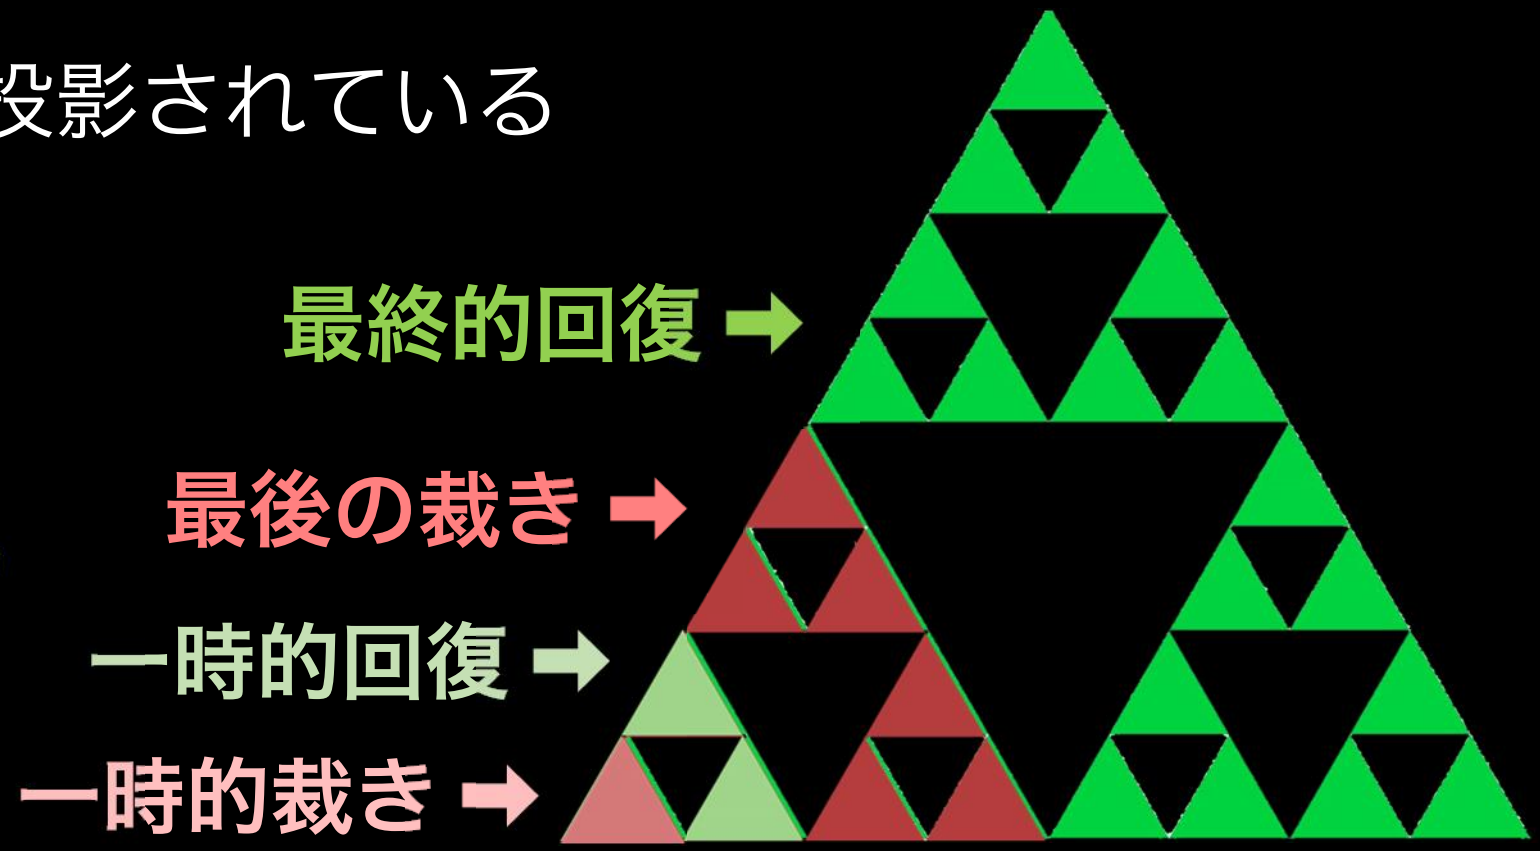 投影されている
最終的回復
最後の裁き
一時的回復
一時的裁き